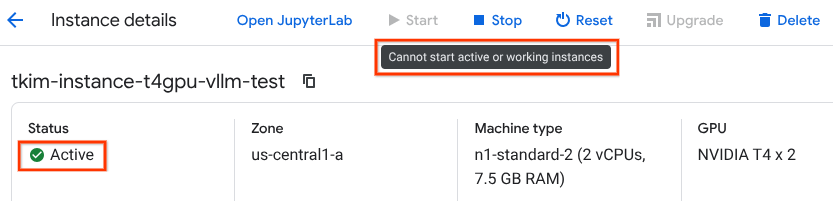 Instance details Open JupyterLab Start Stop Reset Upgrade Delete
Cannot start active or working instances
tkim-instance-t4gpu-vllm-test
Status Zone Machine type GPU
Active us-central1-a n1-standard-2 (2 vCPUs, NVIDIA T4 x 2
7.5 GB RAM)